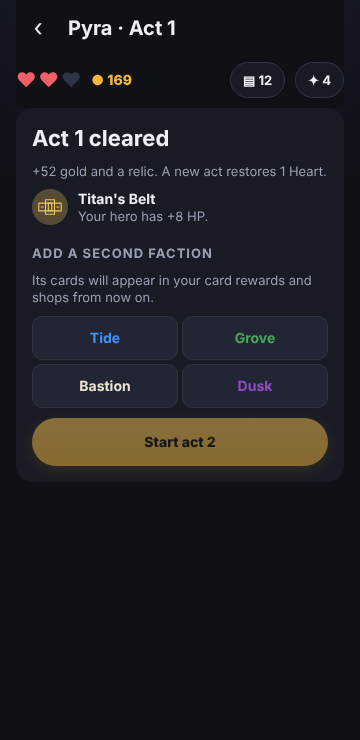 Pyra · Act 1
169
12
4
Act 1 cleared
+52 gold and a relic. A new act restores 1 Heart.
Titan's Belt
Your hero has +8 HP.
ADD A SECOND FACTION
Its cards will appear in your card rewards and
shops from now on.
Tide
Grove
Bastion
Dusk
Start act 2